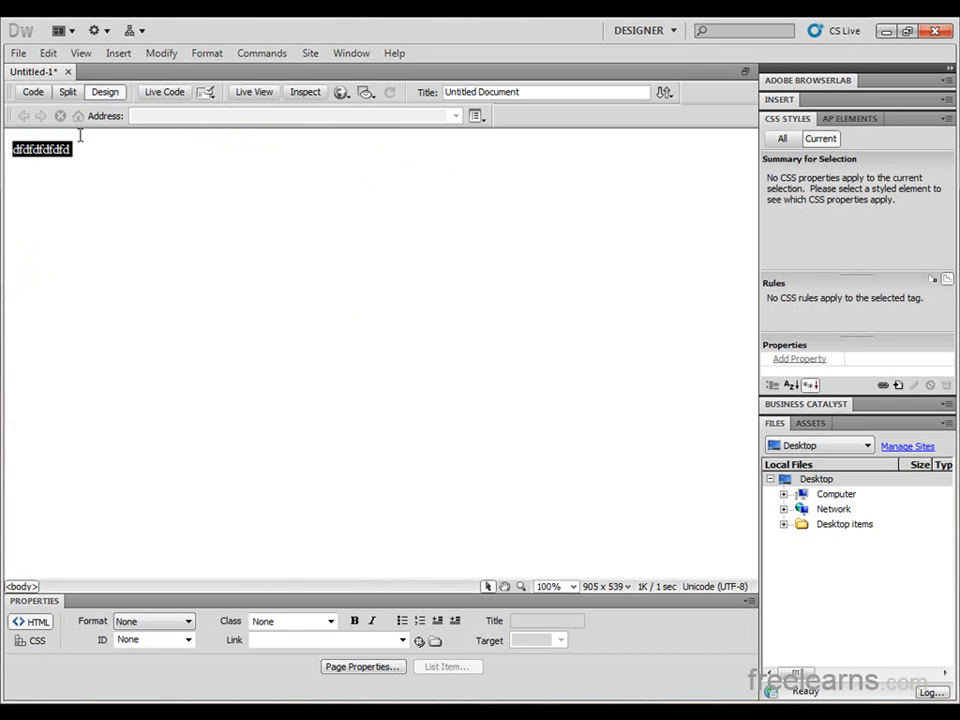 Dw DESIGNER CS Live
File Edit View Insert Modify Format Commands Site Window Help
Untitled-1*
Code Split Design Live Code Live View Inspect Title: Untitled Document
Address:
dfdfdfdfdfd
ADOBE BROWSERLAB
INSERT
CSS STYLES AP ELEMENTS
All Current
Summary for Selection
No CSS properties apply to the current
selection. Please select a styled element to
see which CSS properties apply.
Rules
No CSS rules apply to the selected tag.
Properties
Add Property
BUSINESS CATALYST
FILES ASSETS
Desktop Manage Sites
Local Files Size Typ
Desktop
Computer
Network
Desktop items
<body> 100% 905 x 539 1K / 1 sec Unicode (UTF-8)
PROPERTIES
<> HTML Format None Class None B I Title
CSS ID None Link Target
Page Properties... List Item...
freelearns.com
Ready Log...